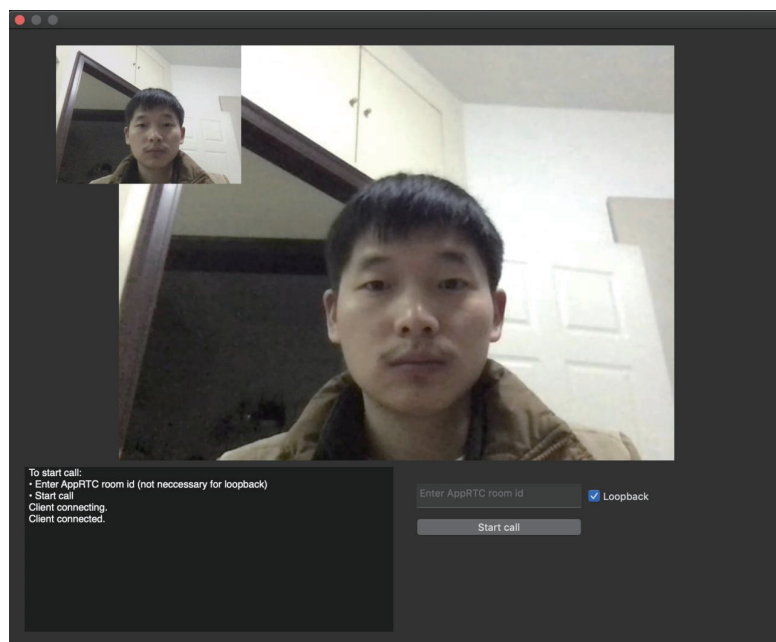 To start call:
• Enter AppRTC room id (not neccessary for loopback)
• Start call
Client connecting.
Client connected.
Enter AppRTC room id
Loopback
Start call